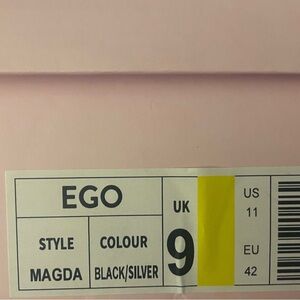 EGO
STYLE
MAGDA
COLOUR
BLACK/SILVER
UK
9
US
11
EU
42